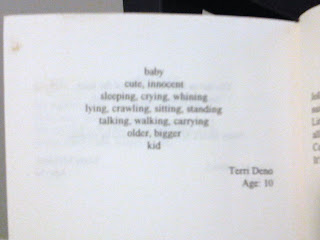 baby
cute, innocent
sleeping, crying, whining
lying, crawling, sitting, standing
talking, walking, carrying
older, bigger
kid
Terri Deno
Age: 10